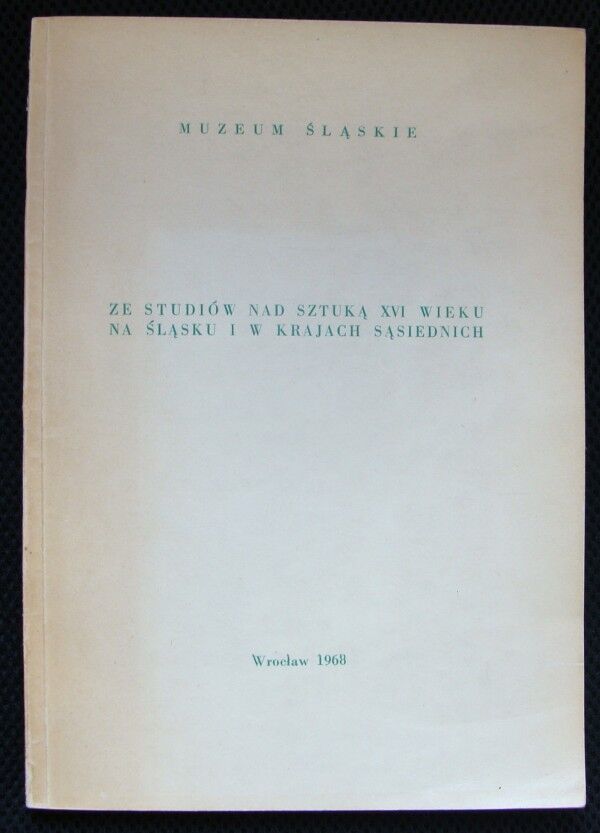 MUZEUM ŚLĄSKIE
ZE STUDIÓW NAD SZTUKĄ XVI WIEKU
NA ŚLĄSKU I W KRAJACH SĄSIEDNICH
Wrocław 1968